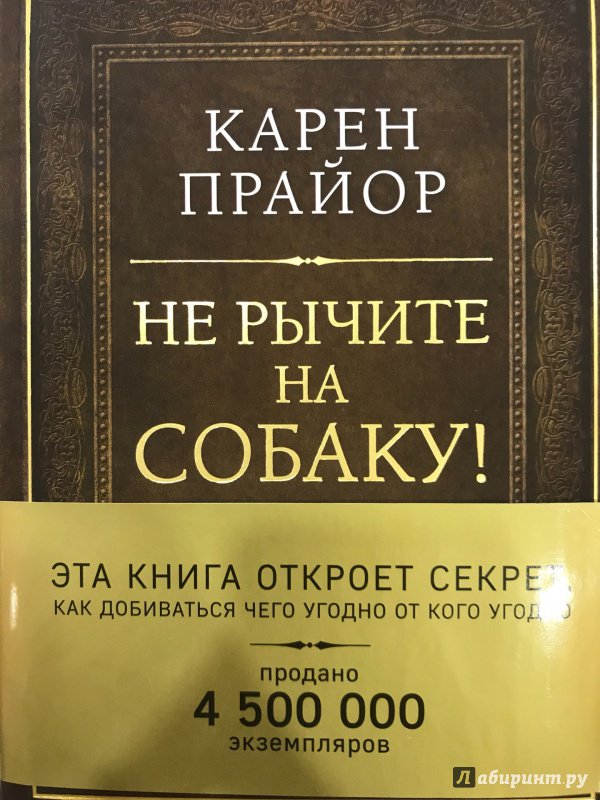 КАРЕН
ПРАЙОР
НЕ РЫЧИТЕ
НА
СОБАКУ!
ЭТА КНИГА ОТКРОЕТ СЕКРЕТ,
КАК ДОБИВАТЬСЯ ЧЕГО УГОДНО ОТ КОГО УГОДНО
продано
4 500 000
экземпляров
Лабиринт.ру